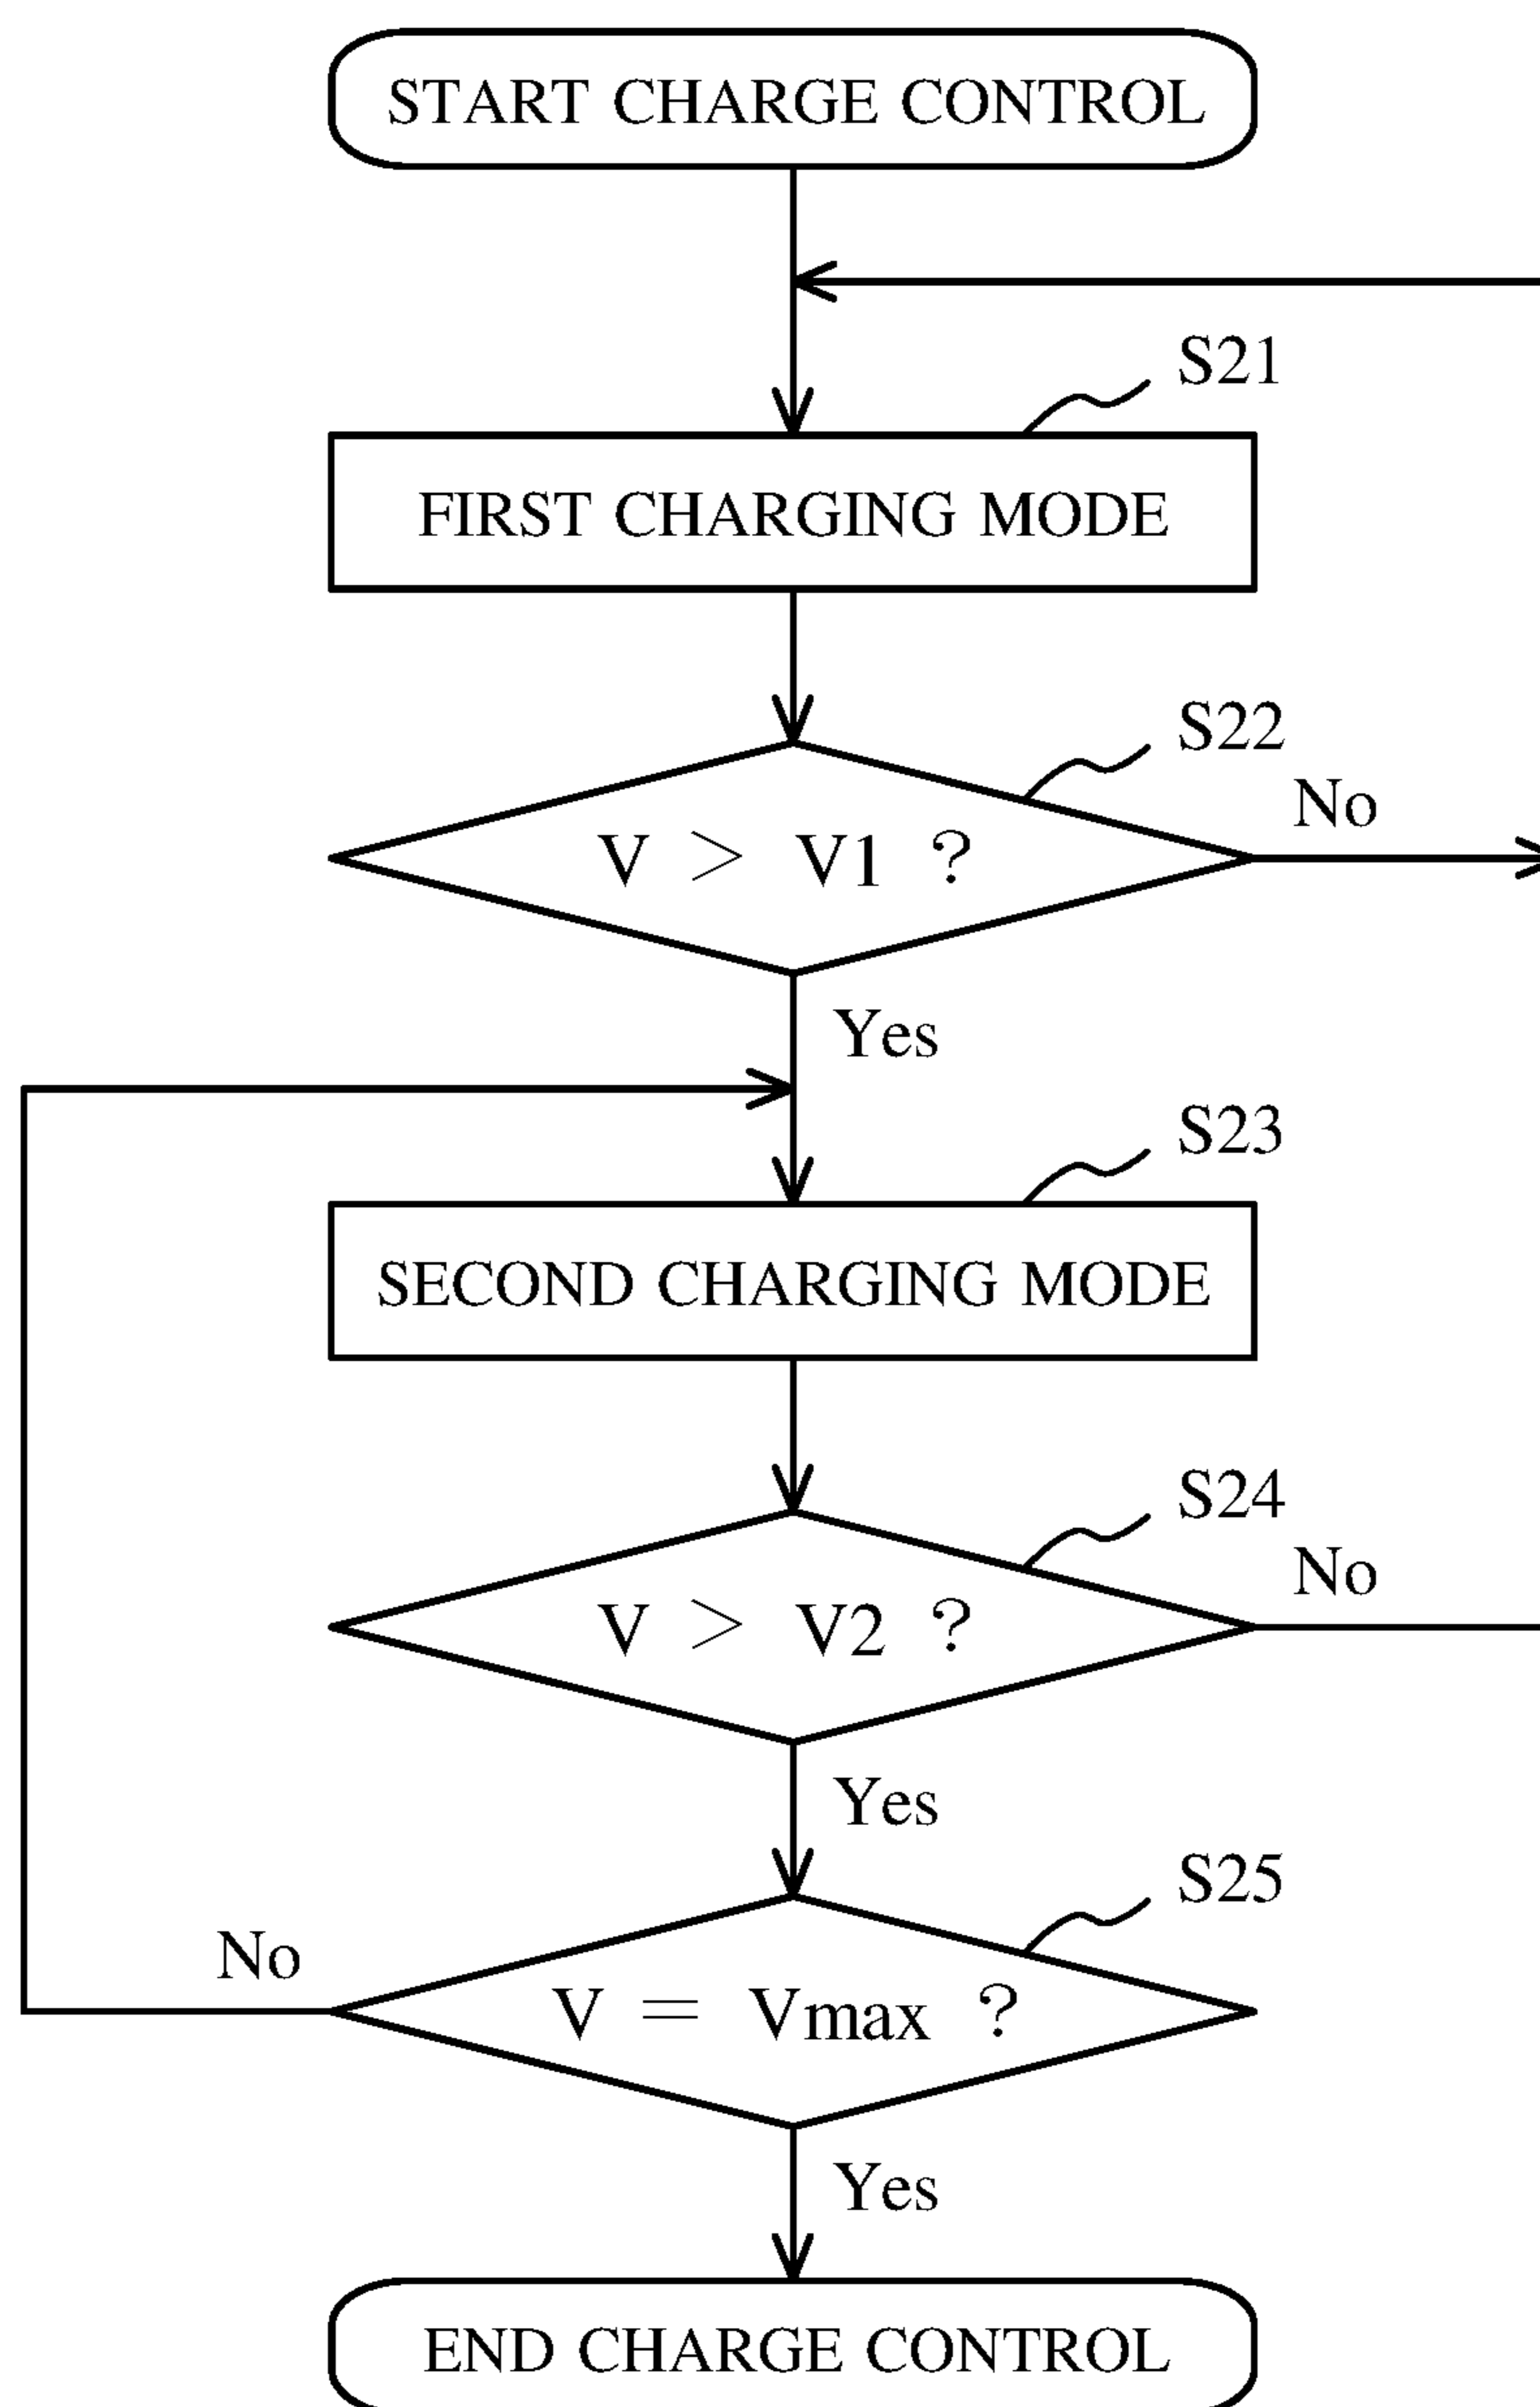 START CHARGE CONTROL
S21
FIRST CHARGING MODE
S22
No
V > V1 ?
Yes
S23
SECOND CHARGING MODE
S24
No
V > V2 ?
Yes
S25
No
V = Vmax ?
Yes
END CHARGE CONTROL